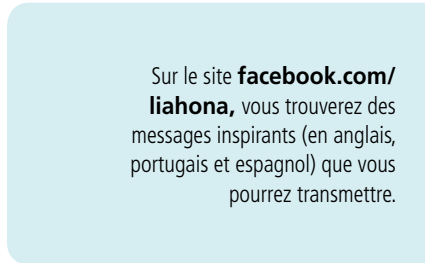 Sur le site facebook.com/
liahona, vous trouverez des
messages inspirants (en anglais,
portugais et espagnol) que vous
pourrez transmettre.